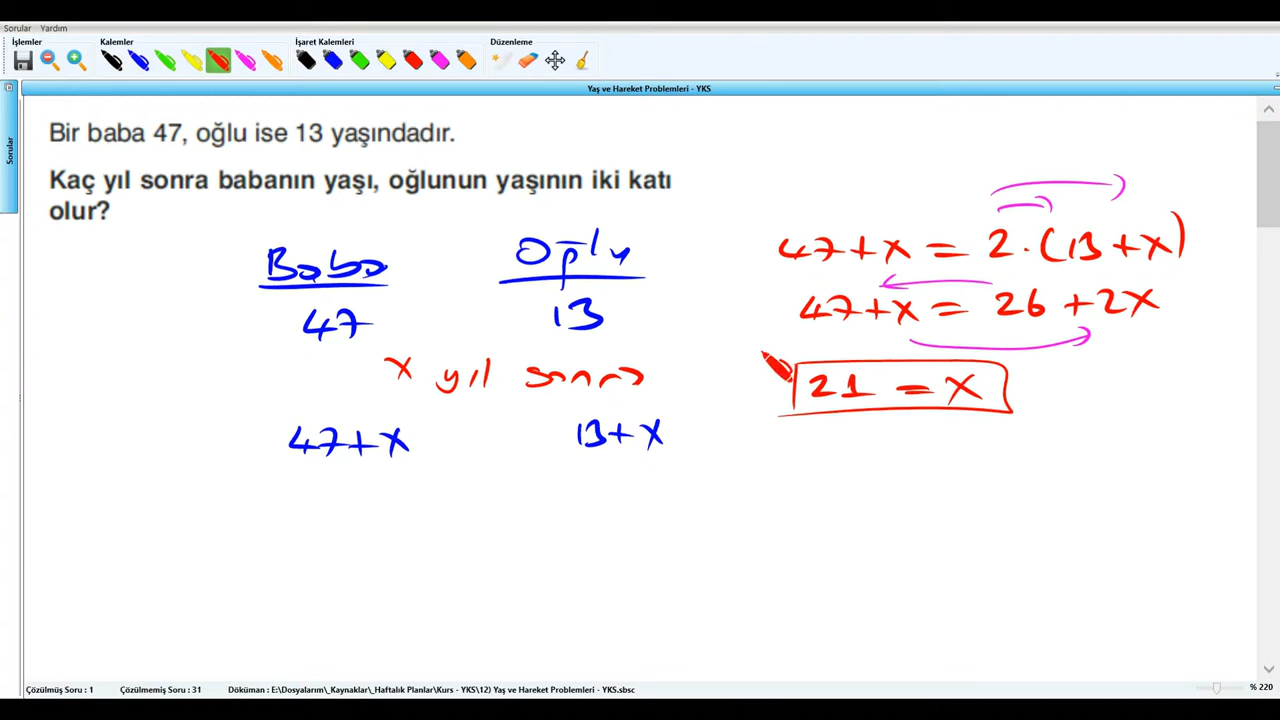 Sorular Yardım
İşlemler Kalemler İşaret Kalemleri Düzenleme
Yaş ve Hareket Problemleri - YKS
Sorular
Bir baba 47, oğlu ise 13 yaşındadır.
Kaç yıl sonra babanın yaşı, oğlunun yaşının iki katı
olur?
Baba Oğlu
47 13
x yıl sonra
47+x 13+x
47+x = 2·(13+x)
47+x = 26+2x
21 = x
Çözülmüş Soru : 1 Çözülmemiş Soru : 31 Döküman : E:\Dosyalarım\_Kaynaklar\_Haftalık Planlar\Kurs - YKS\12) Yaş ve Hareket Problemleri - YKS.sbsc % 220